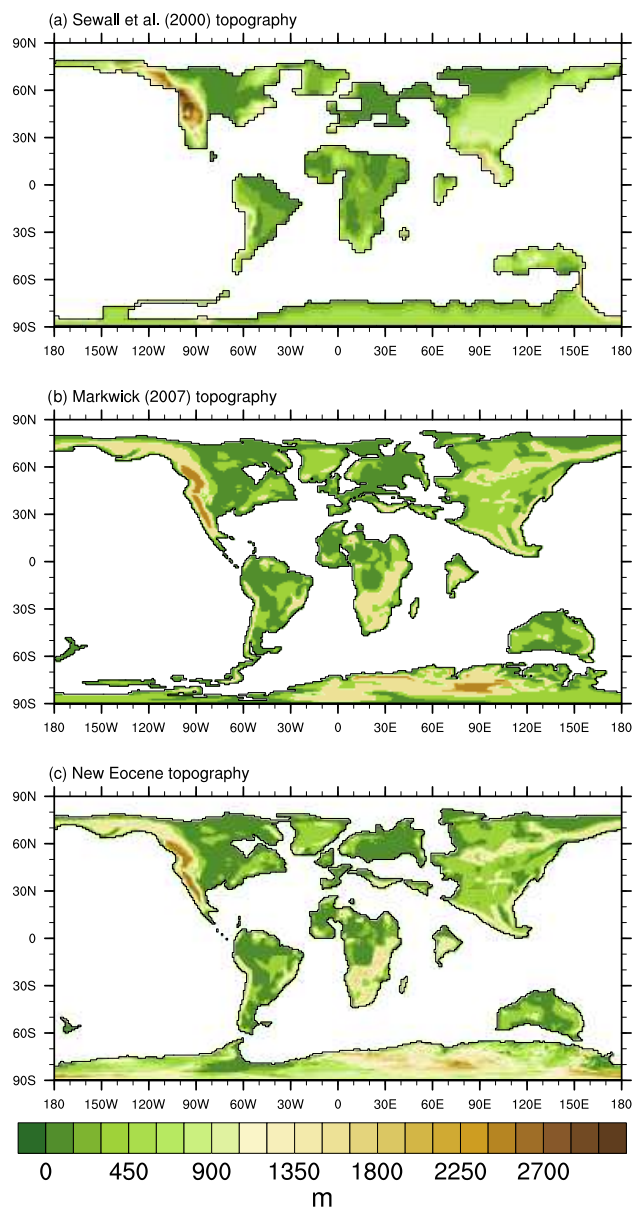 (a) Sewall et al. (2000) topography
90N
60N
30N
0
30S
60S
90S
180 150W 120W 90W 60W 30W 0 30E 60E 90E 120E 150E 180
(b) Markwick (2007) topography
90N
60N
30N
0
30S
60S
90S
180 150W 120W 90W 60W 30W 0 30E 60E 90E 120E 150E 180
(c) New Eocene topography
90N
60N
30N
0
30S
60S
90S
180 150W 120W 90W 60W 30W 0 30E 60E 90E 120E 150E 180
0 450 900 1350 1800 2250 2700
m